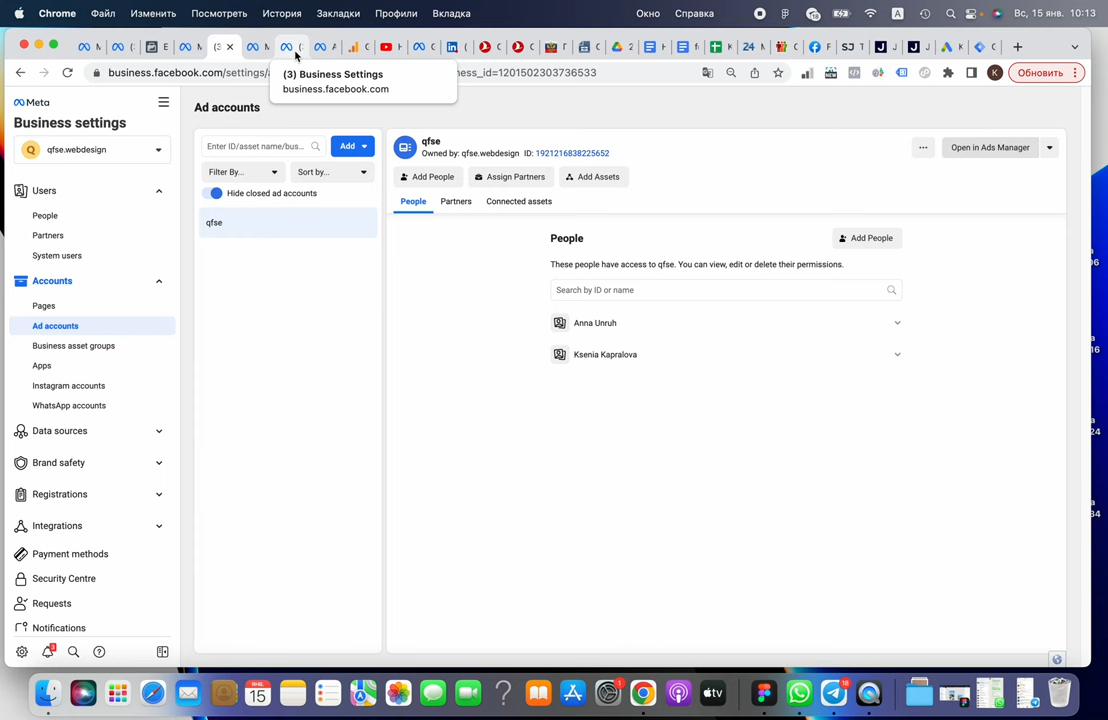 Chrome Файл Изменить Посмотреть История Закладки Профили Вкладка Окно Справка 18 A Вс, 15 янв. 10:13
business.facebook.com/settings/ ness_id=1201502303736533 Обновить
(3) Business Settings
business.facebook.com
Meta
Business settings
Q qfse.webdesign
Users
People
Partners
System users
Accounts
Pages
Ad accounts
Business asset groups
Apps
Instagram accounts
WhatsApp accounts
Data sources
Brand safety
Registrations
Integrations
Payment methods
Security Centre
Requests
Notifications
Ad accounts
Enter ID/asset name/bus...
Add
Filter By...
Sort by...
Hide closed ad accounts
qfse
qfse
Owned by: qfse.webdesign ID: 1921216838225652
Open in Ads Manager
Add People
Assign Partners
Add Assets
People
Partners
Connected assets
People
Add People
These people have access to qfse. You can view, edit or delete their permissions.
Search by ID or name
Anna Unruh
Ksenia Kapralova